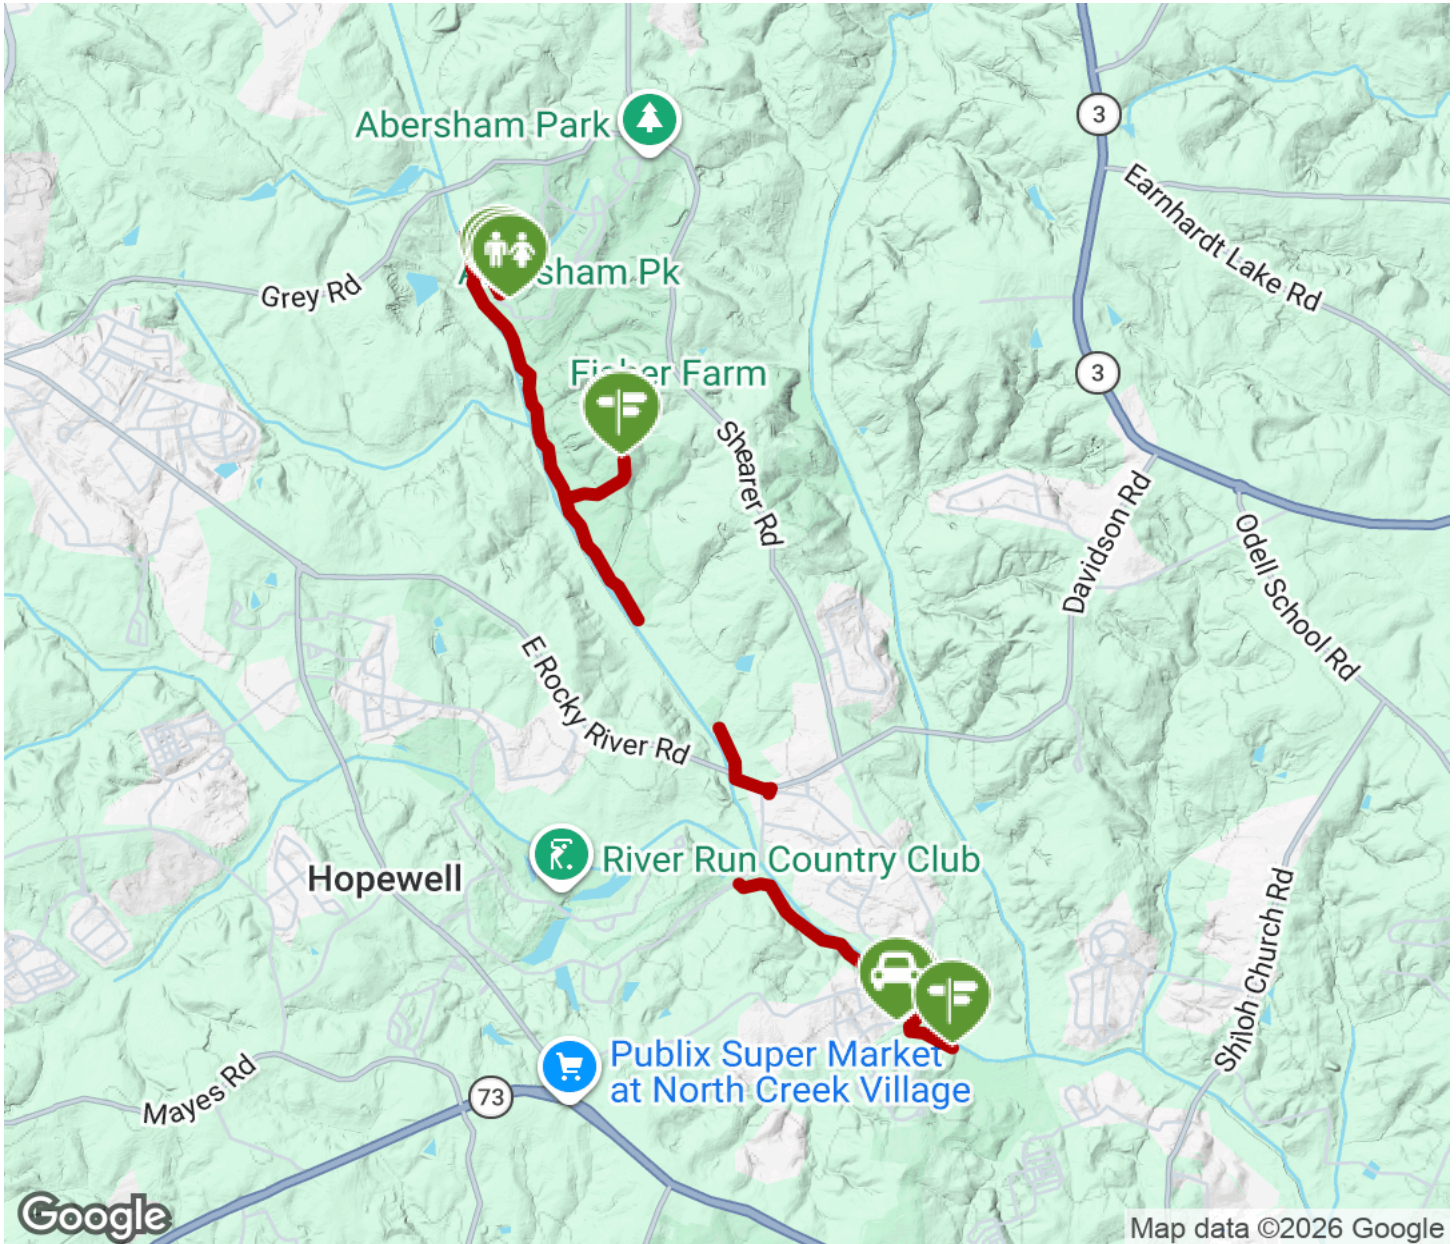 Abersham Park
3
Earnhardt Lake Rd
sham Pk
Grey Rd
3
Farm
Shearer Rd
Davidson Rd
Odell School Rd
E Rocky River Rd
River Run Country Club
Hopewell
Shiloh Church Rd
Publix Super Market
at North Creek Village
Mayes Rd
73
Google
Map data ©2026 Google